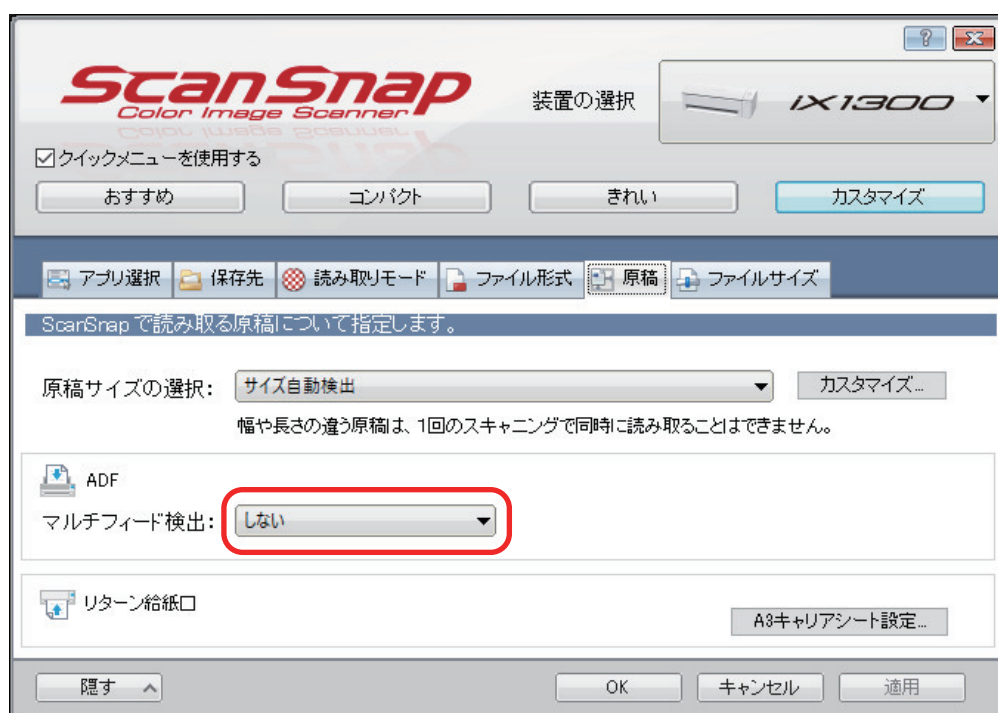 ScanSnap
Color Image Scanner
装置の選択
iX1300
クイックメニューを使用する
おすすめ
コンパクト
きれい
カスタマイズ
アプリ選択
保存先
読み取りモード
ファイル形式
原稿
ファイルサイズ
ScanSnap で読み取る原稿について指定します。
原稿サイズの選択: サイズ自動検出 カスタマイズ...
幅や長さの違う原稿は、1回のスキャニングで同時に読み取ることはできません。
ADF
マルチフィード検出: しない
リターン給紙口
A3キャリアシート設定...
隠す
OK
キャンセル
適用